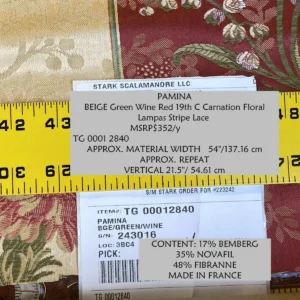 STARK SCALAMANDRE LLC
PAMINA
BEIGE Green Wine Red 19th C Carnation Floral
Lampas Stripe Lace
MSRP$352/y
TG 0001 2840
APPROX. MATERIAL WIDTH 54"/137.16 cm
APPROX. REPEAT
VERTICAL 21.5"/ 54.61 cm
S/M STARK ORDER FOR #223242
ITEM#: TG 00012840
PAMINA
BGE/GREEN/WINE
S/N: 243016
LOC: 3BC4
PICK:
CONTENT: 17% BEMBERG
35% NOVAFIL
48% FIBRANNE
MADE IN FRANCE